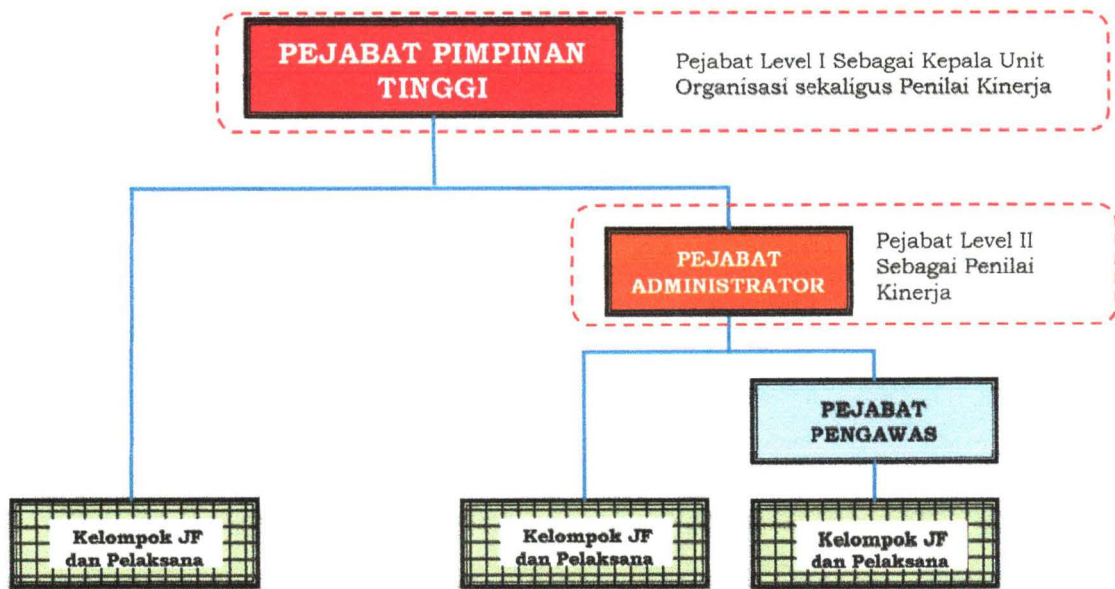 PEJABAT PIMPINAN
TINGGI
Pejabat Level I Sebagai Kepala Unit
Organisasi sekaligus Penilai Kinerja
PEJABAT
ADMINISTRATOR
Pejabat Level II
Sebagai Penilai
Kinerja
PEJABAT
PENGAWAS
Kelompok JF
dan Pelaksana
Kelompok JF
dan Pelaksana
Kelompok JF
dan Pelaksana